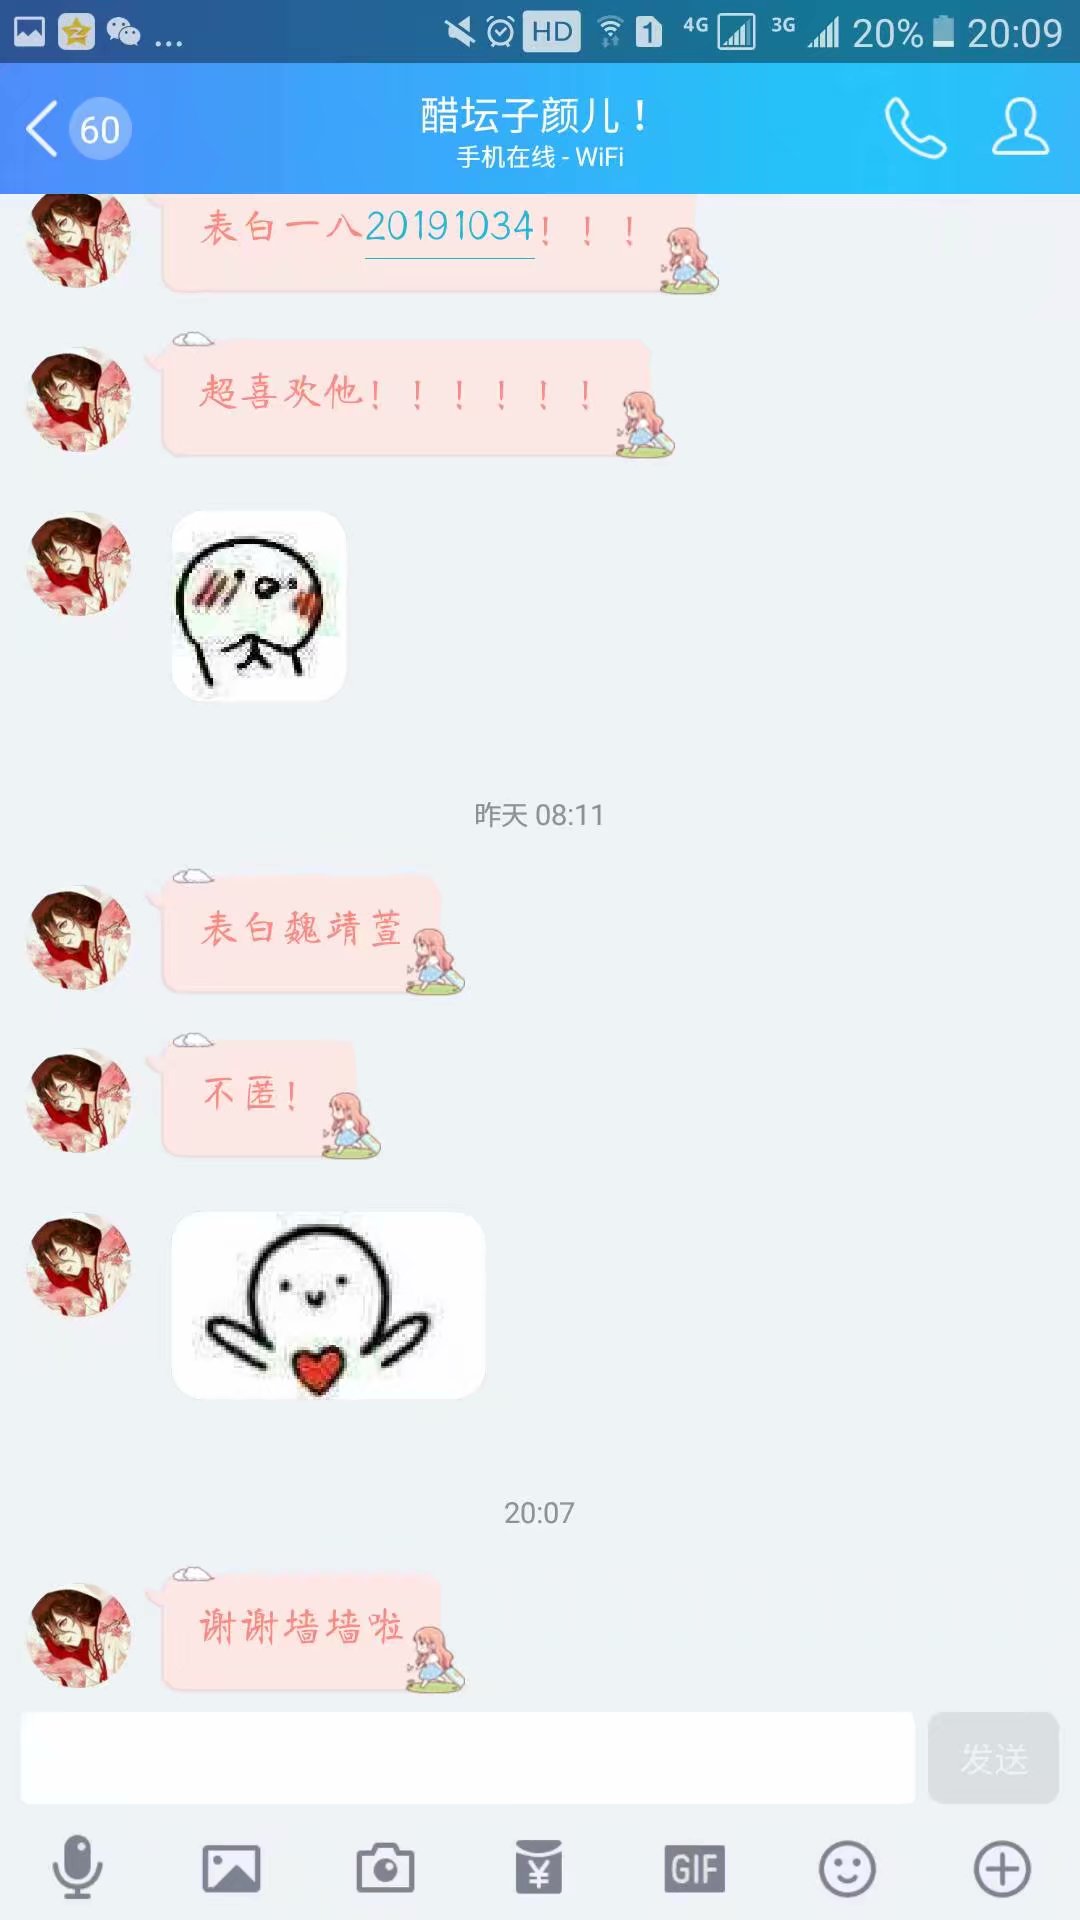 ... HD 1 4G 3G 20% 20:09
60
醋坛子颜儿！
手机在线 - WiFi
表白一八20191034！！！
超喜欢他！！！！！！
昨天 08:11
表白魏靖萱
不匿！
20:07
谢谢墙墙啦
发送
¥ GIF